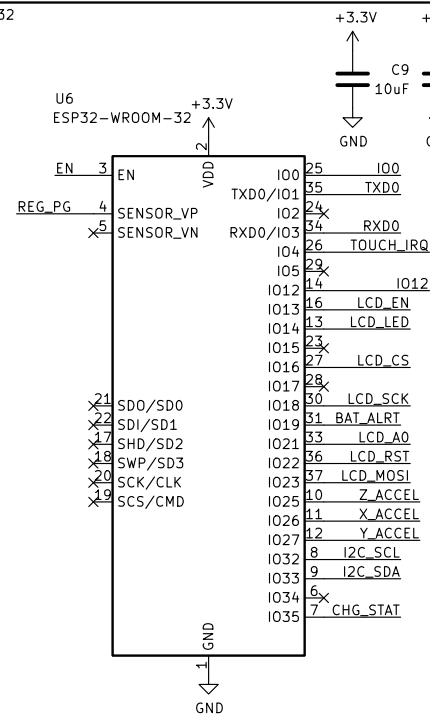 32
+3.3V
+
C9
10uF
GND
G
U6
ESP32-WROOM-32
+3.3V
2
VDD
EN 3 EN
REG_PG 4 SENSOR_VP
5 SENSOR_VN
IO0 25 IO0
TXD0/IO1 35 TXD0
IO2 24
RXD0/IO3 34 RXD0
IO4 26 TOUCH_IRQ
IO5 29
IO12 14 IO12
IO13 16 LCD_EN
IO14 13 LCD_LED
IO15 23
IO16 27 LCD_CS
IO17 28
21 SDO/SD0 IO18 30 LCD_SCK
22 SDI/SD1 IO19 31 BAT_ALRT
17 SHD/SD2 IO21 33 LCD_A0
18 SWP/SD3 IO22 36 LCD_RST
20 SCK/CLK IO23 37 LCD_MOSI
19 SCS/CMD IO25 10 Z_ACCEL
IO26 11 X_ACCEL
IO27 12 Y_ACCEL
IO32 8 I2C_SCL
IO33 9 I2C_SDA
IO34 6
IO35 7 CHG_STAT
GND
1
GND